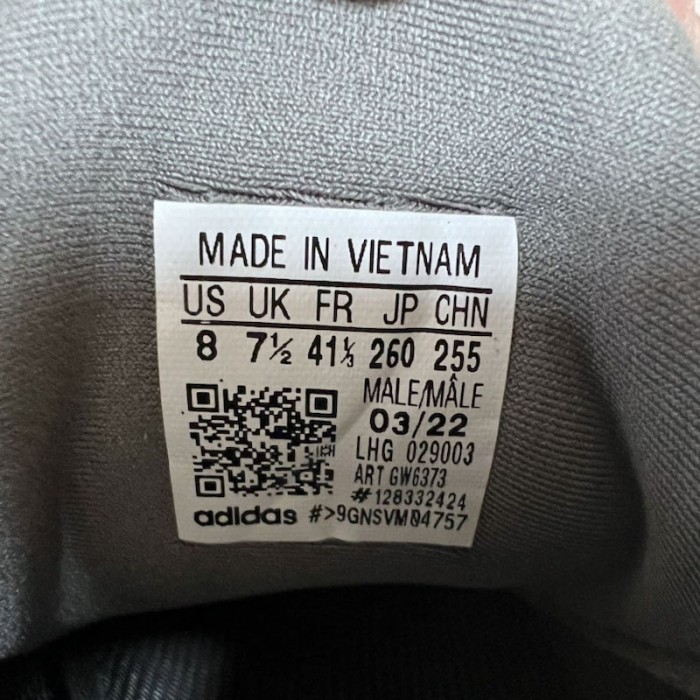 MADE IN VIETNAM
US UK FR JP CHN
8 7½ 41⅓ 260 255
MALE/MÂLE
03/22
LHG 029003
ART GW6373
#128332424
adidas #>9GNSVM04757